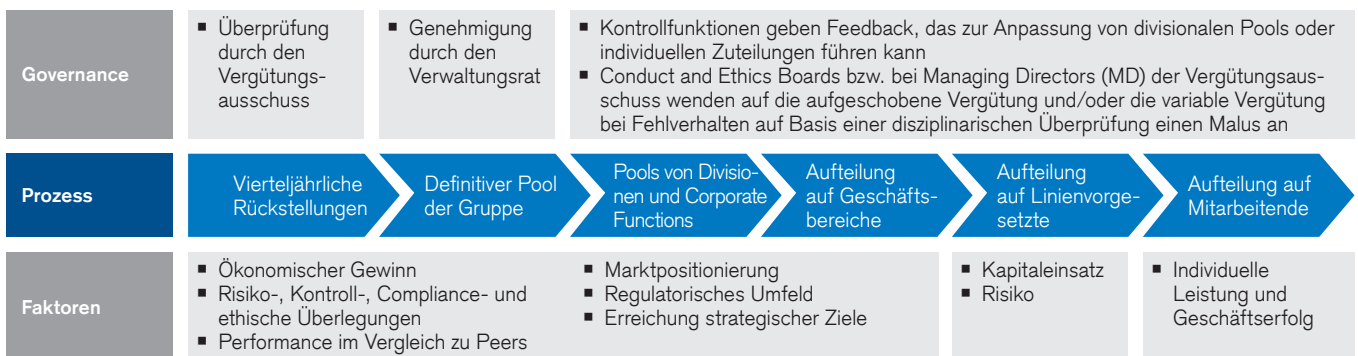 Governance
▪ Überprüfung
durch den
Vergütungs-
ausschuss
▪ Genehmigung
durch den
Verwaltungsrat
▪ Kontrollfunktionen geben Feedback, das zur Anpassung von divisionalen Pools oder
individuellen Zuteilungen führen kann
▪ Conduct and Ethics Boards bzw. bei Managing Directors (MD) der Vergütungsaus-
schuss wenden auf die aufgeschobene Vergütung und/oder die variable Vergütung
bei Fehlverhalten auf Basis einer disziplinarischen Überprüfung einen Malus an
Prozess
Vierteljährliche
Rückstellungen
Definitiver Pool
der Gruppe
Pools von Divisio-
nen und Corporate
Functions
Aufteilung
auf Geschäfts-
bereiche
Aufteilung
auf Linienvorge-
setzte
Aufteilung auf
Mitarbeitende
Faktoren
▪ Ökonomischer Gewinn
▪ Risiko-, Kontroll-, Compliance- und
ethische Überlegungen
▪ Performance im Vergleich zu Peers
▪ Marktpositionierung
▪ Regulatorisches Umfeld
▪ Erreichung strategischer Ziele
▪ Kapitaleinsatz
▪ Risiko
▪ Individuelle
Leistung und
Geschäftserfolg